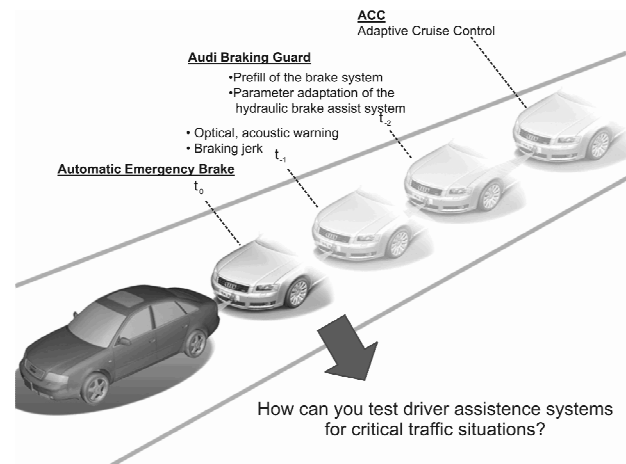 ACC
Adaptive Cruise Control
Audi Braking Guard
•Prefill of the brake system
•Parameter adaptation of the
hydraulic brake assist system
t-2
• Optical, acoustic warning
• Braking jerk
t-1
Automatic Emergency Brake
t0
How can you test driver assistence systems
for critical traffic situations?